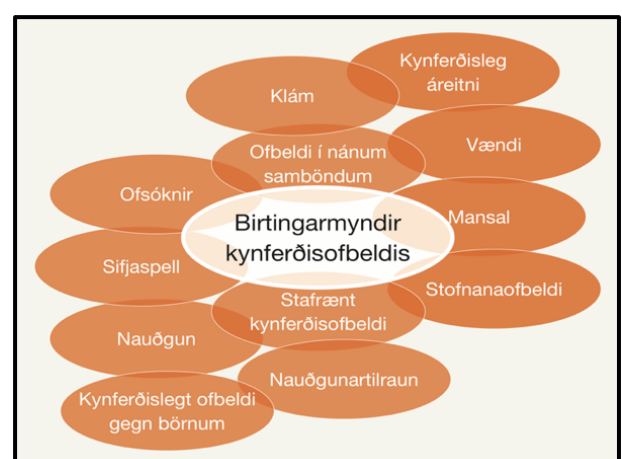 Kynferðisleg
áreitni
Klám
Vændi
Ofbeldi í nánum
samböndum
Ofsóknir
Mansal
Birtingarmyndir
kynferðisofbeldis
Sifjaspell
Stofnanaofbeldi
Stafrænt
kynferðisofbeldi
Nauðgun
Nauðgunartilraun
Kynferðislegt ofbeldi
gegn börnum